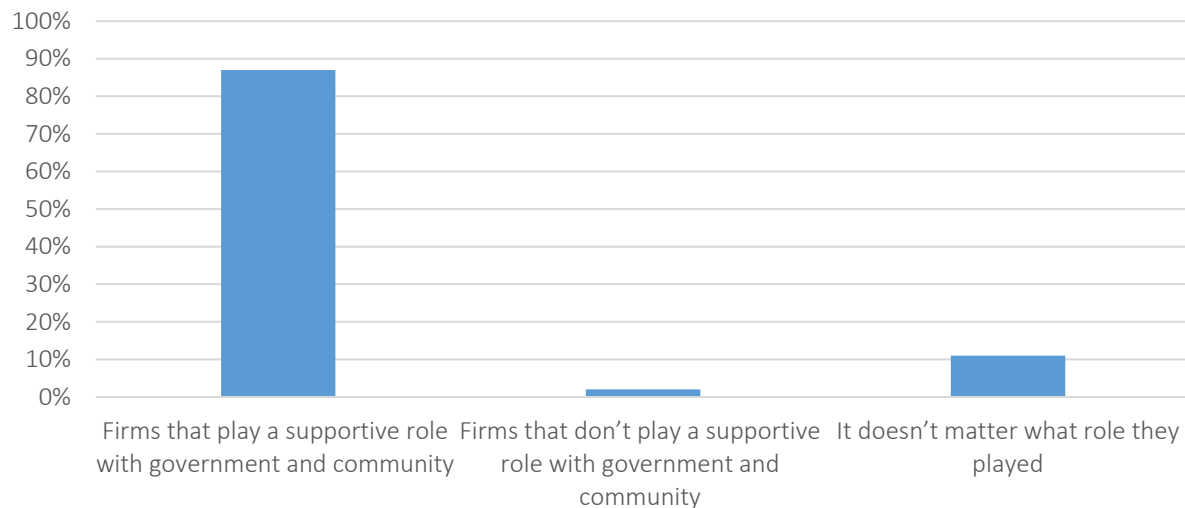 100%
90%
80%
70%
60%
50%
40%
30%
20%
10%
0%
Firms that play a supportive role
with government and community
Firms that don’t play a supportive
role with government and
community
It doesn’t matter what role they
played